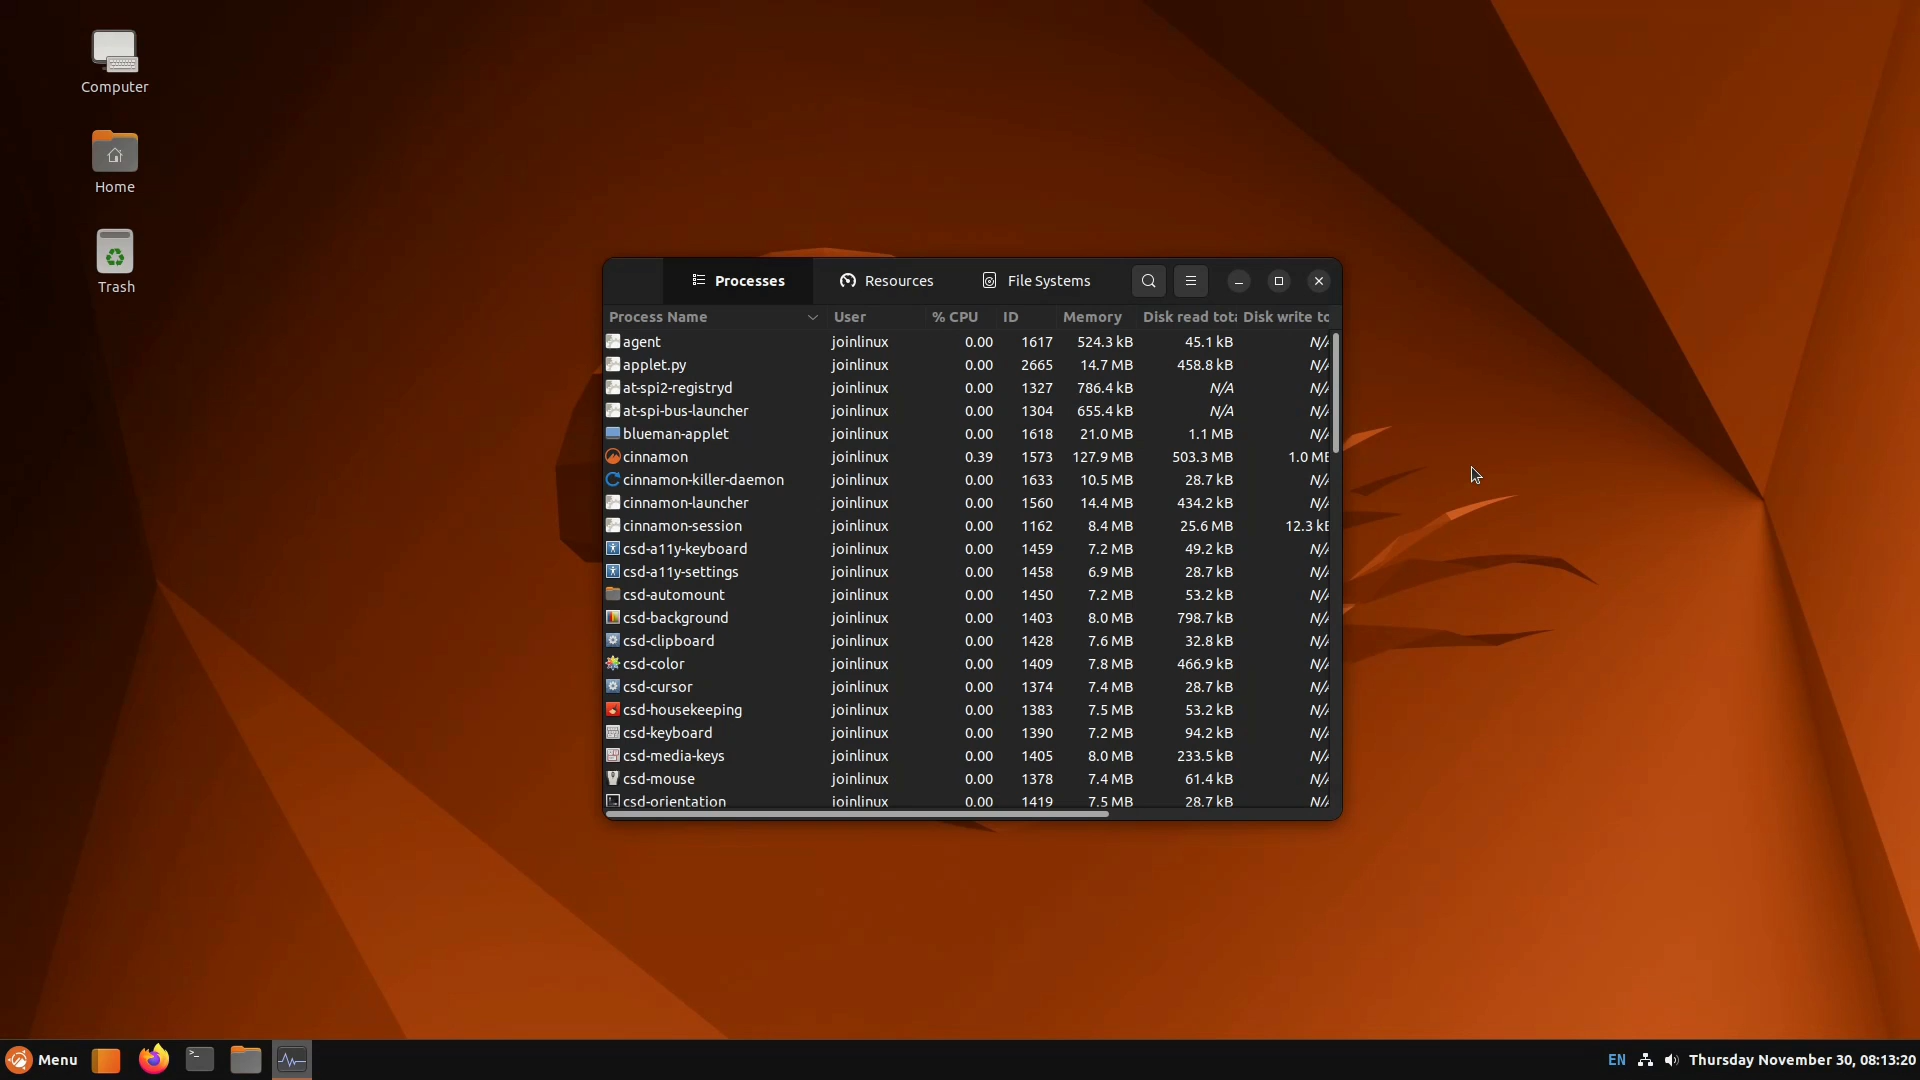 Computer
Home
Trash
Processes Resources File Systems
Process Name User % CPU ID Memory Disk read tota Disk write to
agent joinlinux 0.00 1617 524.3 kB 45.1 kB N/A
applet.py joinlinux 0.00 2665 14.7 MB 458.8 kB N/A
at-spi2-registryd joinlinux 0.00 1327 786.4 kB N/A N/A
at-spi-bus-launcher joinlinux 0.00 1304 655.4 kB N/A N/A
blueman-applet joinlinux 0.00 1618 21.0 MB 1.1 MB N/A
cinnamon joinlinux 0.39 1573 127.9 MB 503.3 MB 1.0 MB
cinnamon-killer-daemon joinlinux 0.00 1633 10.5 MB 28.7 kB N/A
cinnamon-launcher joinlinux 0.00 1560 14.4 MB 434.2 kB N/A
cinnamon-session joinlinux 0.00 1162 8.4 MB 25.6 MB 12.3 kB
csd-a11y-keyboard joinlinux 0.00 1459 7.2 MB 49.2 kB N/A
csd-a11y-settings joinlinux 0.00 1458 6.9 MB 28.7 kB N/A
csd-automount joinlinux 0.00 1450 7.2 MB 53.2 kB N/A
csd-background joinlinux 0.00 1403 8.0 MB 798.7 kB N/A
csd-clipboard joinlinux 0.00 1428 7.6 MB 32.8 kB N/A
csd-color joinlinux 0.00 1409 7.8 MB 466.9 kB N/A
csd-cursor joinlinux 0.00 1374 7.4 MB 28.7 kB N/A
csd-housekeeping joinlinux 0.00 1383 7.5 MB 53.2 kB N/A
csd-keyboard joinlinux 0.00 1390 7.2 MB 94.2 kB N/A
csd-media-keys joinlinux 0.00 1405 8.0 MB 233.5 kB N/A
csd-mouse joinlinux 0.00 1378 7.4 MB 61.4 kB N/A
csd-orientation joinlinux 0.00 1419 7.5 MB 28.7 kB N/A
Menu EN Thursday November 30, 08:13:20